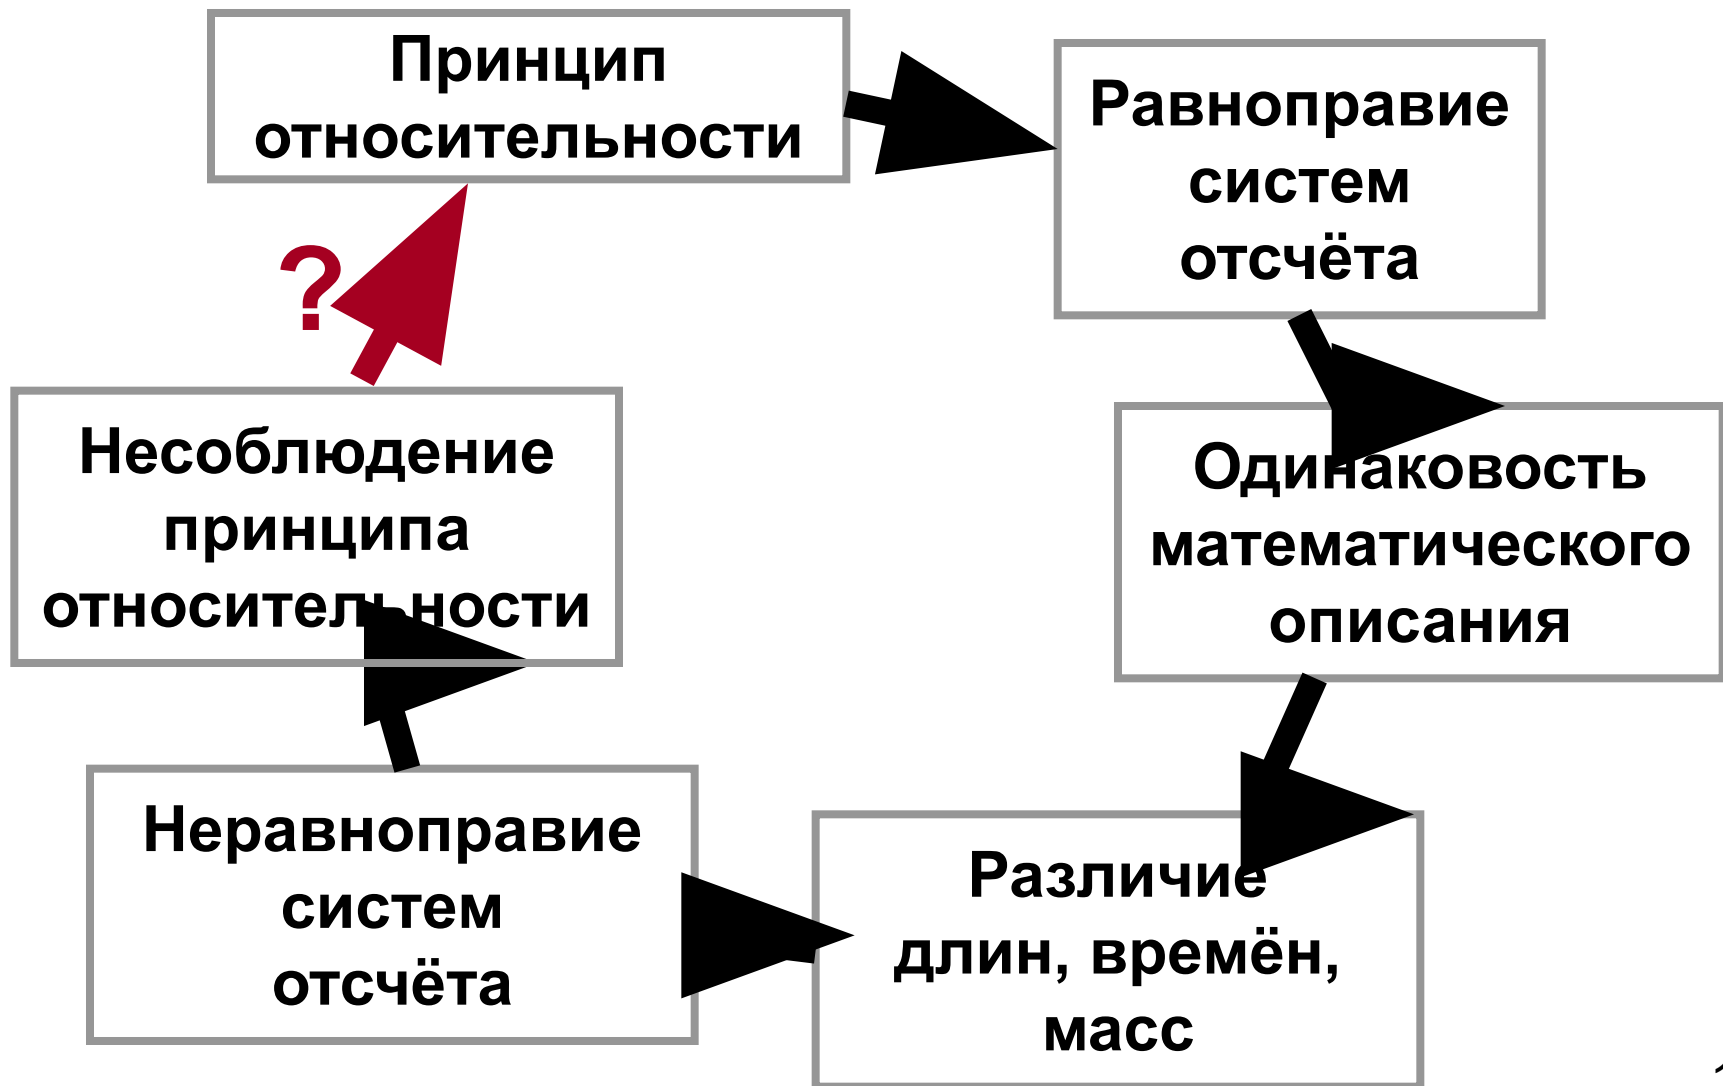 Принцип
относительности
Равноправие
систем
отсчёта
?
Несоблюдение
принципа
относительности
Одинаковость
математического
описания
Неравноправие
систем
отсчёта
Различие
длин, времён,
масс